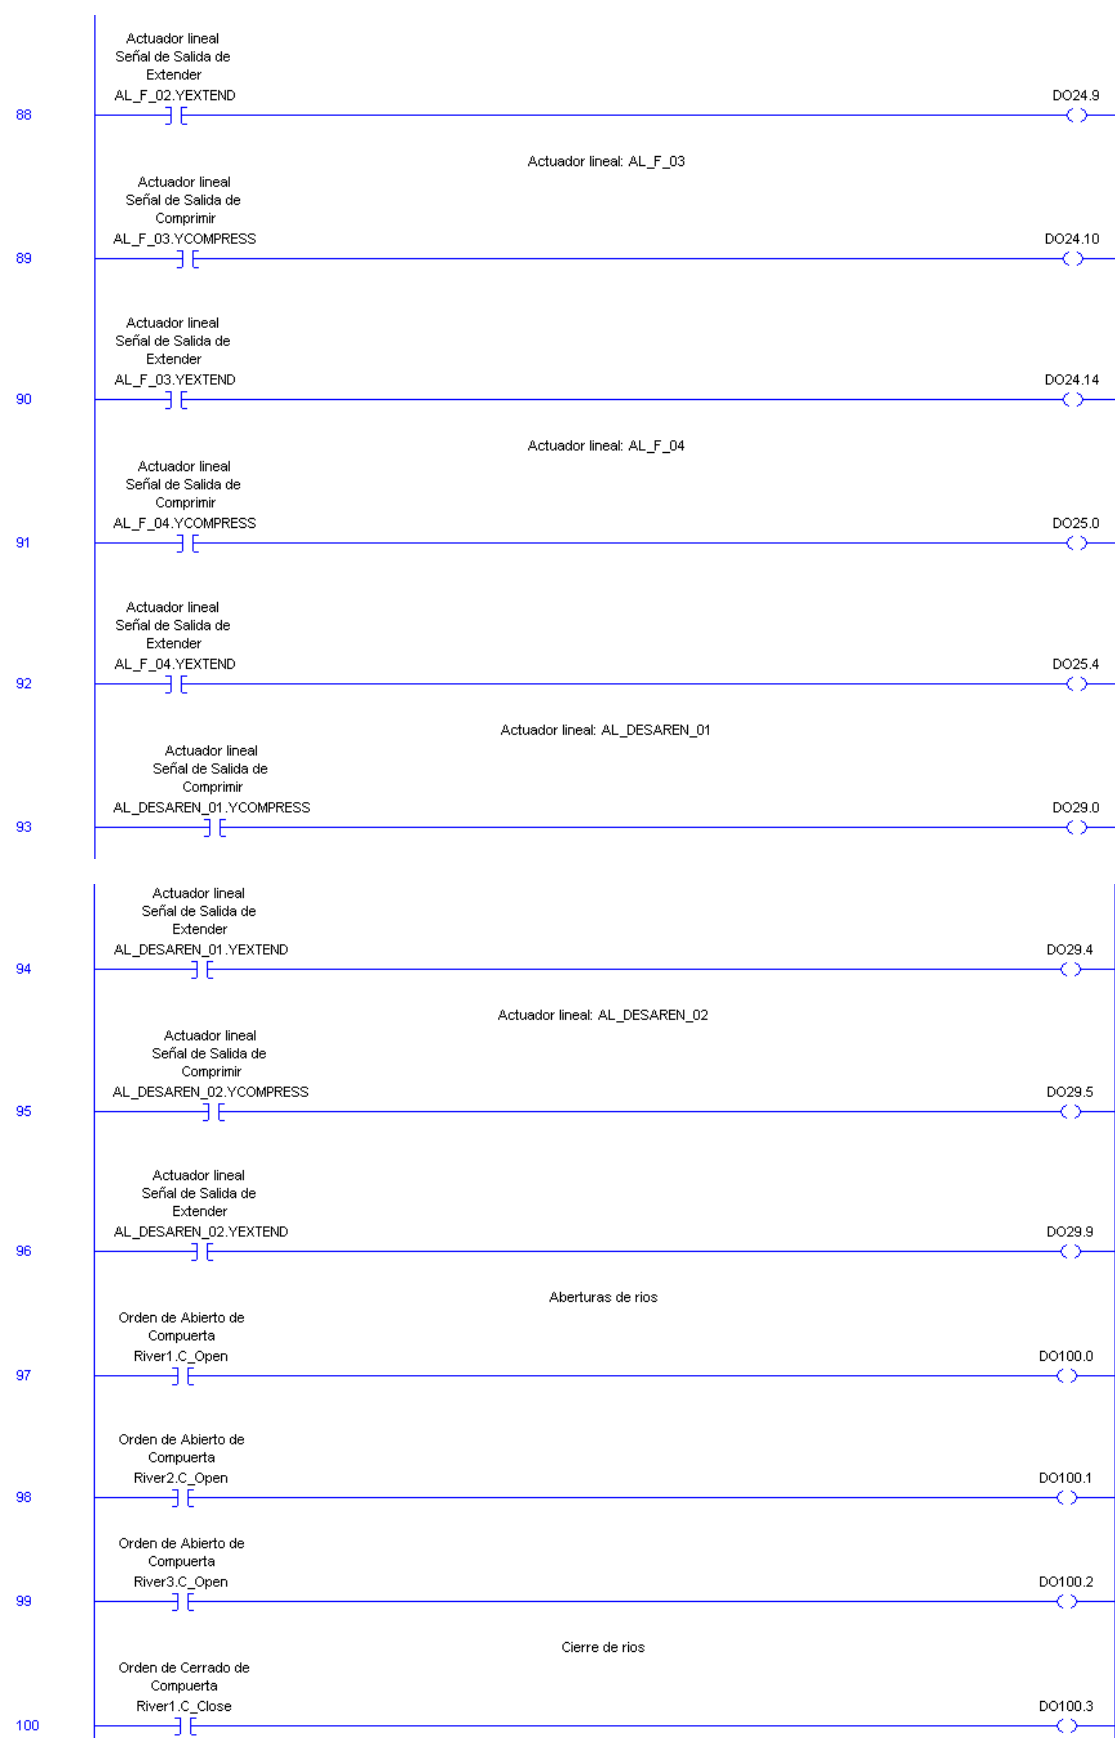 Actuador lineal
Señal de Salida de
Extender
AL_F_02.YEXTEND
DO24.9
88
Actuador lineal: AL_F_03
Actuador lineal
Señal de Salida de
Comprimir
AL_F_03.YCOMPRESS
DO24.10
89
Actuador lineal
Señal de Salida de
Extender
AL_F_03.YEXTEND
DO24.14
90
Actuador lineal: AL_F_04
Actuador lineal
Señal de Salida de
Comprimir
AL_F_04.YCOMPRESS
DO25.0
91
Actuador lineal
Señal de Salida de
Extender
AL_F_04.YEXTEND
DO25.4
92
Actuador lineal: AL_DESAREN_01
Actuador lineal
Señal de Salida de
Comprimir
AL_DESAREN_01.YCOMPRESS
DO29.0
93
Actuador lineal
Señal de Salida de
Extender
AL_DESAREN_01.YEXTEND
DO29.4
94
Actuador lineal: AL_DESAREN_02
Actuador lineal
Señal de Salida de
Comprimir
AL_DESAREN_02.YCOMPRESS
DO29.5
95
Actuador lineal
Señal de Salida de
Extender
AL_DESAREN_02.YEXTEND
DO29.9
96
Aberturas de rios
Orden de Abierto de
Compuerta
River1.C_Open
DO100.0
97
Orden de Abierto de
Compuerta
River2.C_Open
DO100.1
98
Orden de Abierto de
Compuerta
River3.C_Open
DO100.2
99
Cierre de rios
Orden de Cerrado de
Compuerta
River1.C_Close
DO100.3
100